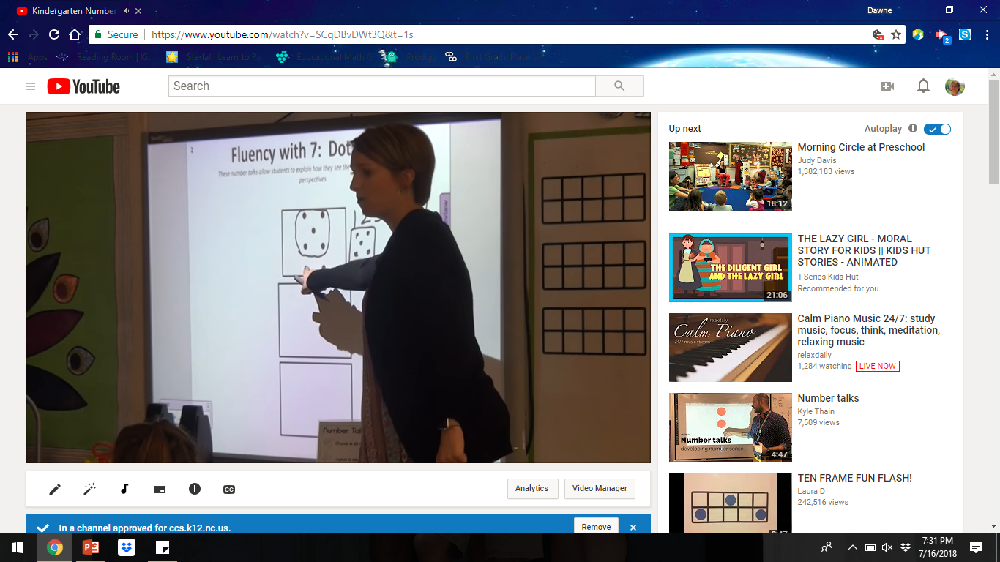 Kindergarten Number
Dawne
Secure
https://www.youtube.com/watch?v=SCqDBvDWt3Q&t=1s
Apps
Reading Room | Kid
Starfall: Learn to Re
Educational Math G
Prodigy
First Grade Place Va
2
YouTube
Search
2
Fluency with 7: Dot
These number talks allow students to explain how they see the
perspectives.
Number Ta
I have a
I have a
Up next
Autoplay
Morning Circle at Preschool
Judy Davis
1,382,183 views
18:12
THE DILIGENT GIRL
AND THE LAZY GIRL
21:06
THE LAZY GIRL - MORAL
STORY FOR KIDS || KIDS HUT
STORIES - ANIMATED
T-Series Kids Hut
Recommended for you
relaxdaily
Calm Piano
24/7 music stream
Calm Piano Music 24/7: study
music, focus, think, meditation,
relaxing music
relaxdaily
1,284 watching LIVE NOW
Number talks
developing number sense
4:47
Number talks
Kyle Thain
7,509 views
TEN FRAME FUN FLASH!
Laura D
242,516 views
CC
Analytics
Video Manager
In a channel approved for ccs.k12.nc.us.
Remove
7:31 PM
7/16/2018